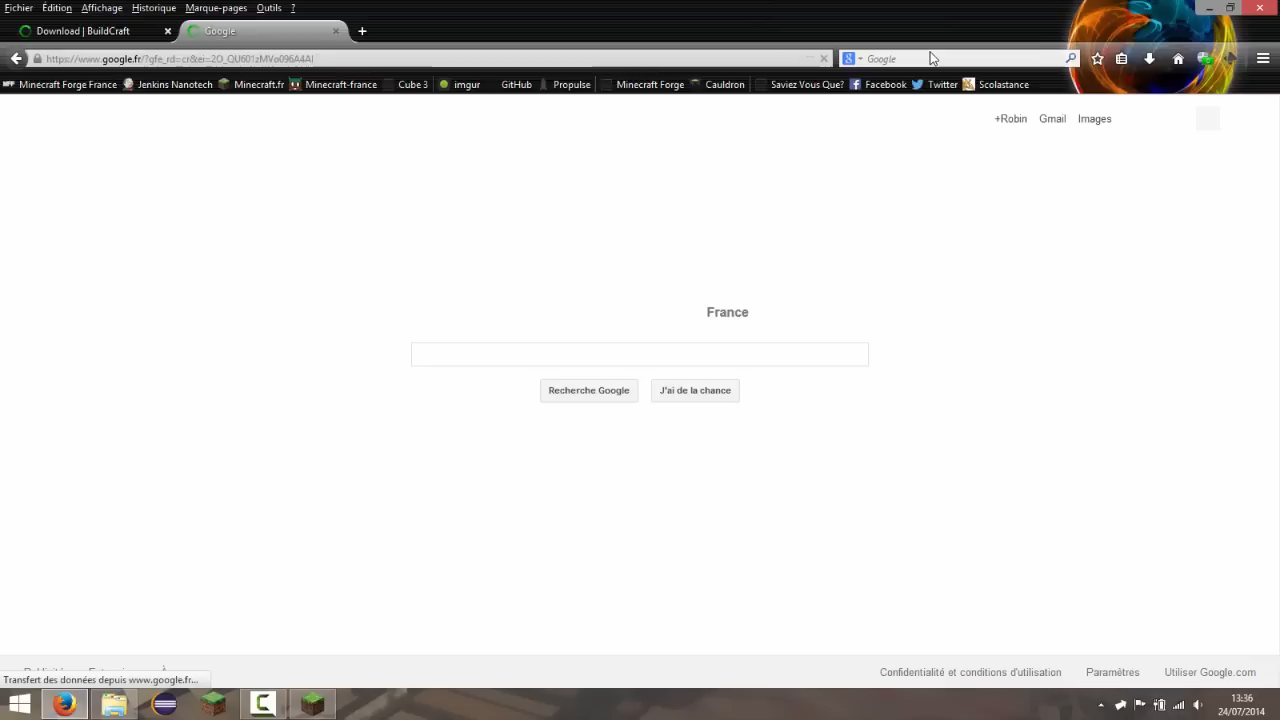 Fichier Édition Affichage Historique Marque-pages Outils ?
Download | BuildCraft Google
https://www.google.fr/?gfe_rd=cr&ei=2O_QU601zMVo096A4AI Google
Minecraft Forge France Jenkins Nanotech Minecraft.fr Minecraft-france Cube 3 imgur GitHub Propulse Minecraft Forge Cauldron Saviez Vous Que? Facebook Twitter Scolastance
+Robin Gmail Images
France
Recherche Google J'ai de la chance
Confidentialité et conditions d'utilisation Paramètres Utiliser Google.com
Transfert des données depuis www.google.fr...
13:36
24/07/2014